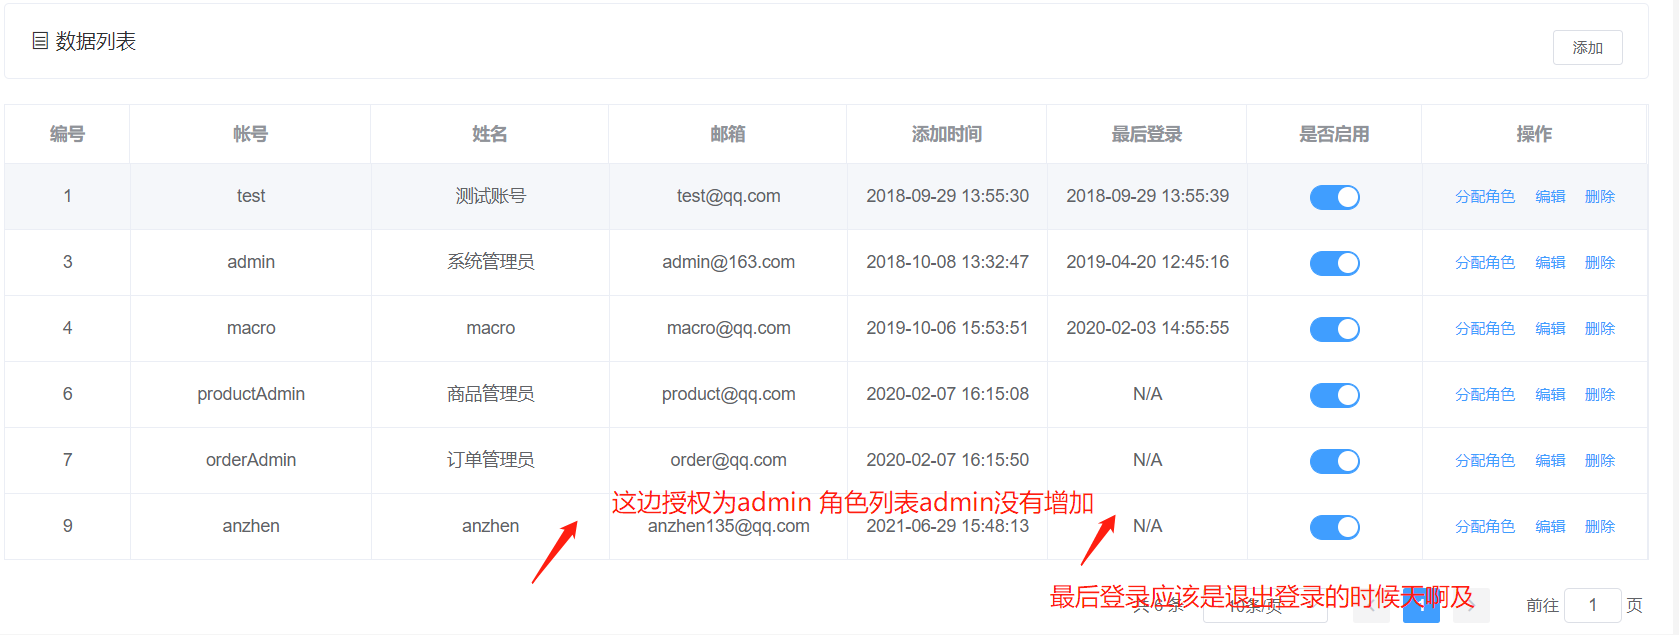 数据列表
添加
编号 帐号 姓名 邮箱 添加时间 最后登录 是否启用 操作
1 test 测试账号 test@qq.com 2018-09-29 13:55:30 2018-09-29 13:55:39 分配角色 编辑 删除
3 admin 系统管理员 admin@163.com 2018-10-08 13:32:47 2019-04-20 12:45:16 分配角色 编辑 删除
4 macro macro macro@qq.com 2019-10-06 15:53:51 2020-02-03 14:55:55 分配角色 编辑 删除
6 productAdmin 商品管理员 product@qq.com 2020-02-07 16:15:08 N/A 分配角色 编辑 删除
7 orderAdmin 订单管理员 order@qq.com 2020-02-07 16:15:50 N/A 分配角色 编辑 删除
这边授权为admin 角色列表admin没有增加
9 anzhen anzhen anzhen135@qq.com 2021-06-29 15:48:13 N/A 分配角色 编辑 删除
最后登录应该是退出登录的时候天啊及
共 6 条 10条/页 1 前往 1 页